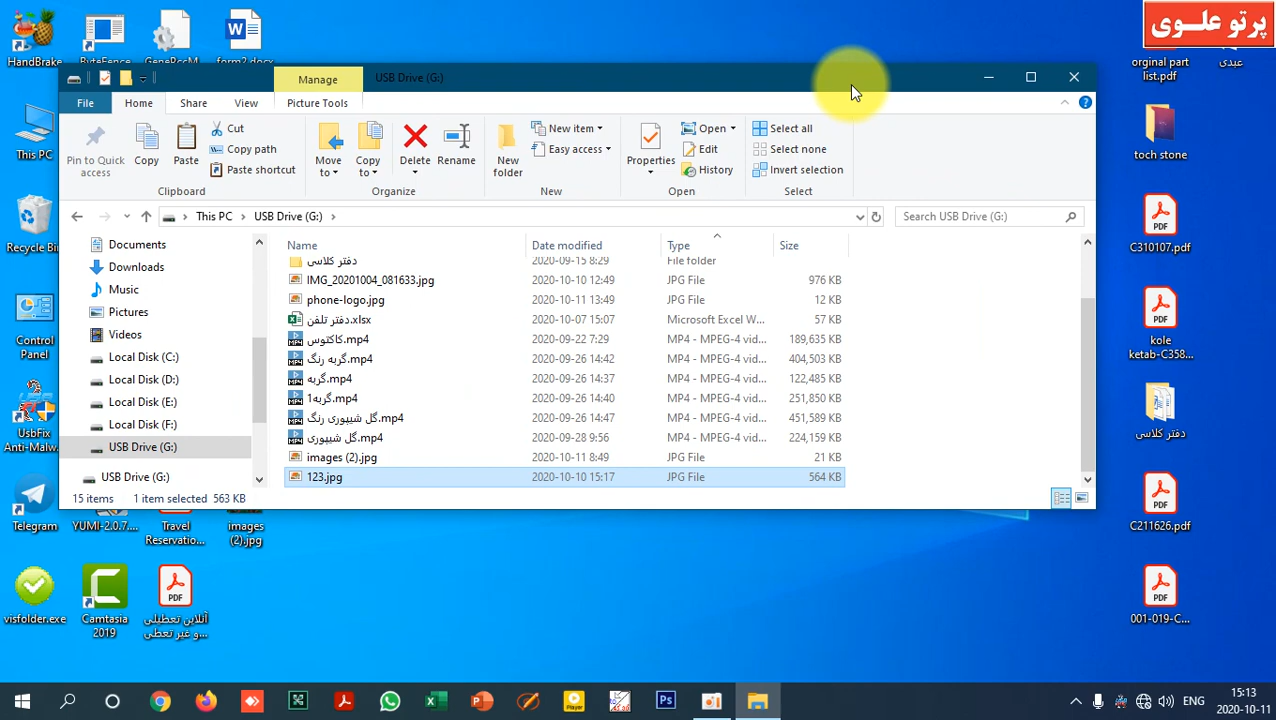 HandBrake
ByteFence
form2.docx
orginal part
list.pdf
عبدی
پرتو علـوی
Manage
USB Drive (G:)
File
Home
Share
View
Picture Tools
Pin to Quick
access
Copy
Paste
Cut
Copy path
Paste shortcut
Clipboard
Move
to
Copy
to
Delete
Rename
Organize
New
folder
New item
Easy access
New
Properties
Open
Edit
History
Open
Select all
Select none
Invert selection
Select
This PC
USB Drive (G:)
Search USB Drive (G:)
Documents
Downloads
Music
Pictures
Videos
Local Disk (C:)
Local Disk (D:)
Local Disk (E:)
Local Disk (F:)
USB Drive (G:)
USB Drive (G:)
Name Date modified Type Size
دفتر کلاسی 2020-09-15 8:29 File folder
IMG_20201004_081633.jpg 2020-10-10 12:49 JPG File 976 KB
phone-logo.jpg 2020-10-11 13:49 JPG File 12 KB
دفتر تلفن.xlsx 2020-10-07 15:07 Microsoft Excel W... 57 KB
کاکتوس.mp4 2020-09-22 7:29 MP4 - MPEG-4 vid... 189,635 KB
گربه رنگ.mp4 2020-09-26 14:42 MP4 - MPEG-4 vid... 404,503 KB
گربه.mp4 2020-09-26 14:37 MP4 - MPEG-4 vid... 122,485 KB
گربه1.mp4 2020-09-26 14:40 MP4 - MPEG-4 vid... 251,850 KB
گل شیپوری رنگ.mp4 2020-09-26 14:47 MP4 - MPEG-4 vid... 451,589 KB
گل شیپوری.mp4 2020-09-28 9:56 MP4 - MPEG-4 vid... 224,159 KB
images (2).jpg 2020-10-11 8:49 JPG File 21 KB
123.jpg 2020-10-10 15:17 JPG File 564 KB
15 items 1 item selected 563 KB
This PC
Recycle Bin
Control
Panel
UsbFix
Anti-Malw...
Telegram
YUMI-2.0.7....
Travel
Reservatio...
images
(2).jpg
visfolder.exe
Camtasia
2019
آنلاین تعطیلی
و عبر تعطی...
toch stone
C310107.pdf
kole
ketab-C358...
دفتر کلاسی
C211626.pdf
001-019-C...
ENG
15:13
2020-10-11